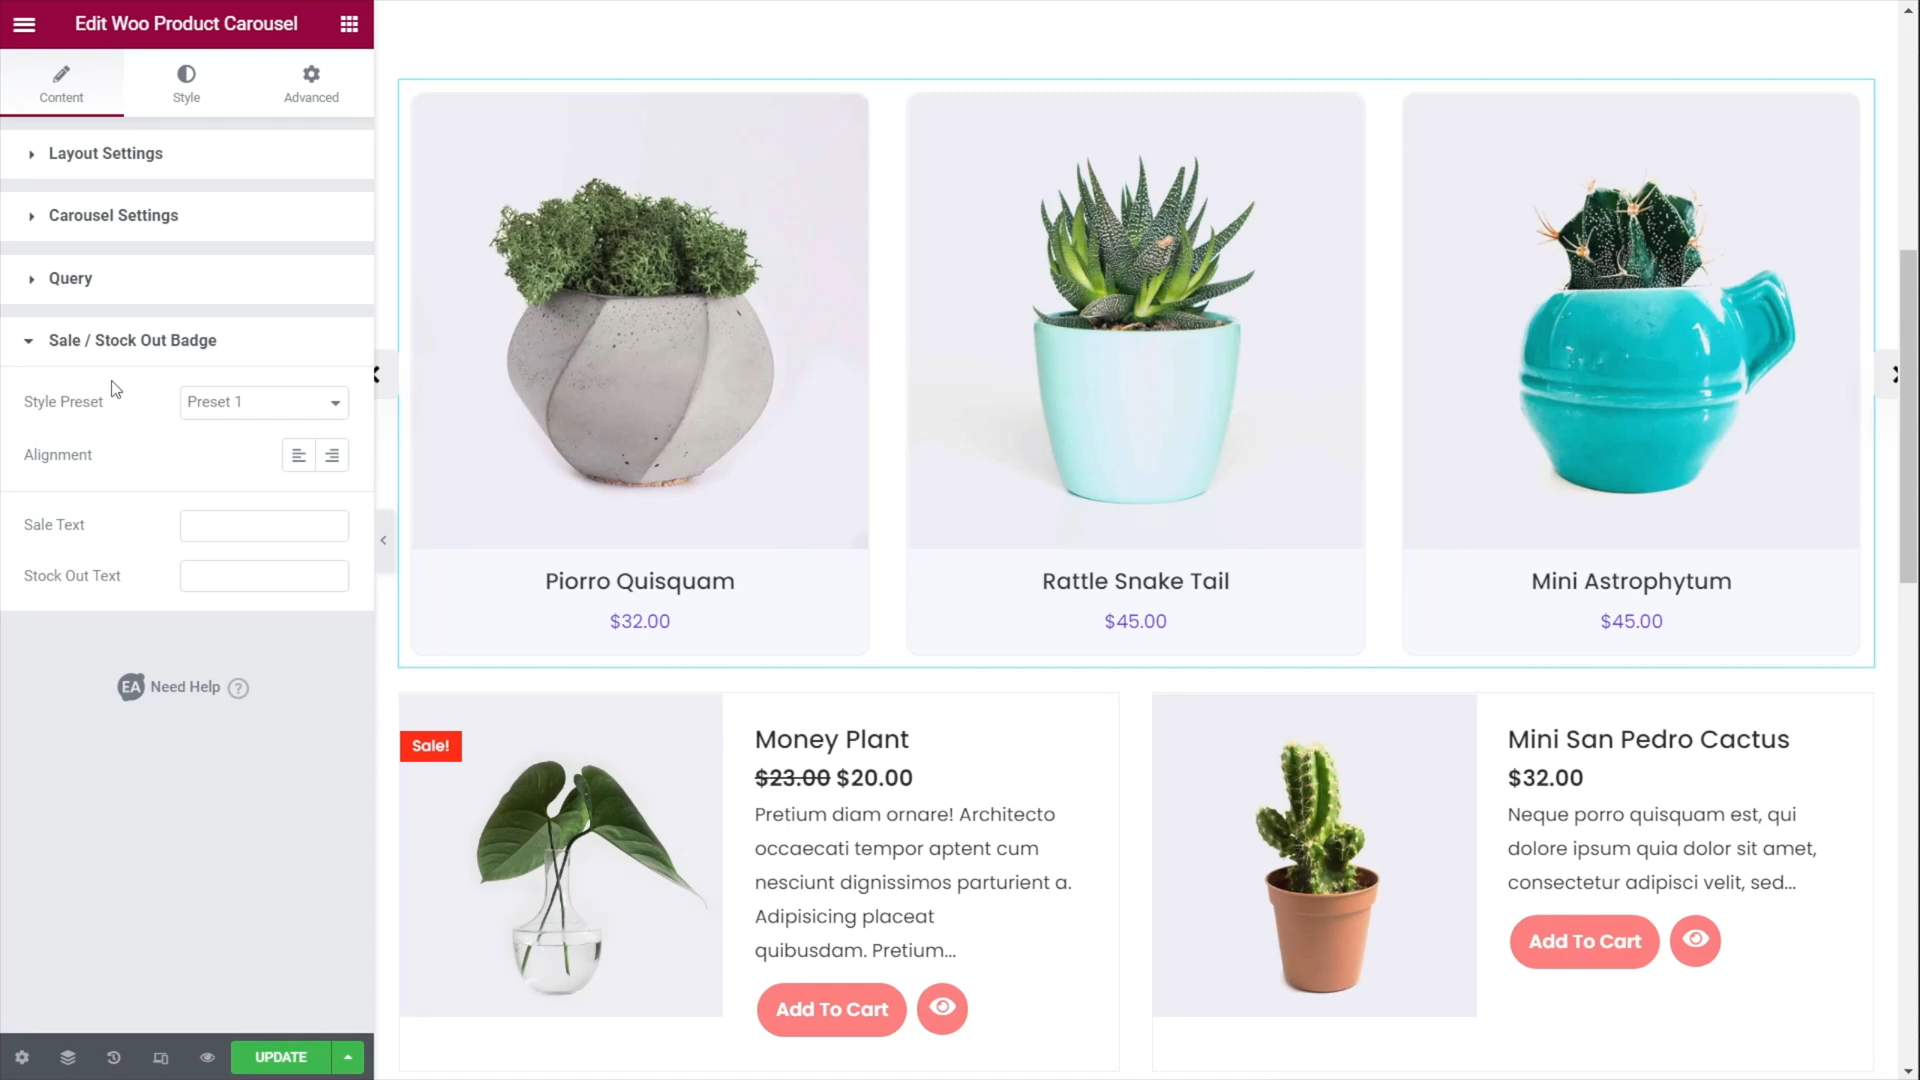 Edit Woo Product Carousel
Content
Style
Advanced
Layout Settings
Carousel Settings
Query
Sale / Stock Out Badge
Style Preset
Preset 1
Alignment
Sale Text
Stock Out Text
EA Need Help ?
UPDATE
Piorro Quisquam
$32.00
Rattle Snake Tail
$45.00
Mini Astrophytum
$45.00
Sale!
Money Plant
$23.00 $20.00
Pretium diam ornare! Architecto
occaecati tempor aptent cum
nesciunt dignissimos parturient a.
Adipisicing placeat
quibusdam. Pretium...
Add To Cart
Mini San Pedro Cactus
$32.00
Neque porro quisquam est, qui
dolore ipsum quia dolor sit amet,
consectetur adipisci velit, sed...
Add To Cart